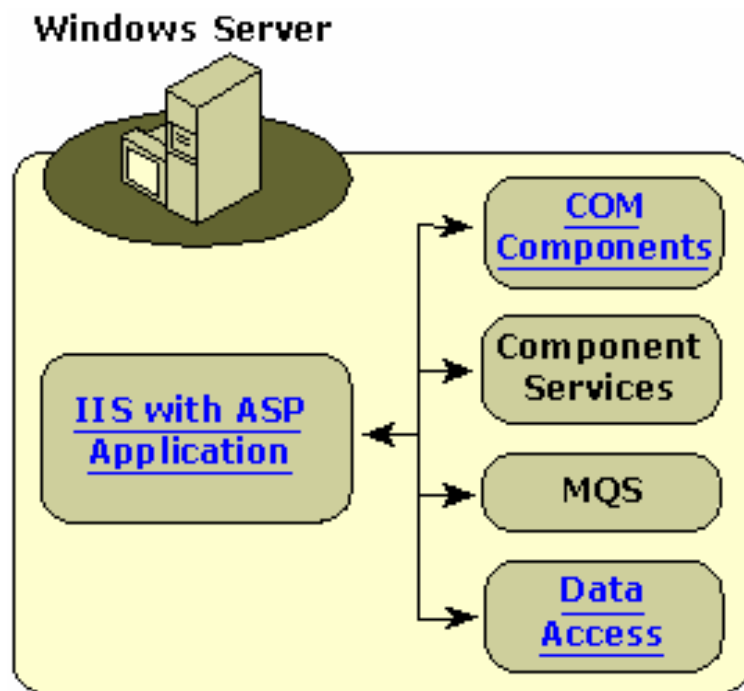 Windows Server
COM
Components
Component
Services
IIS with ASP
Application
MQS
Data
Access